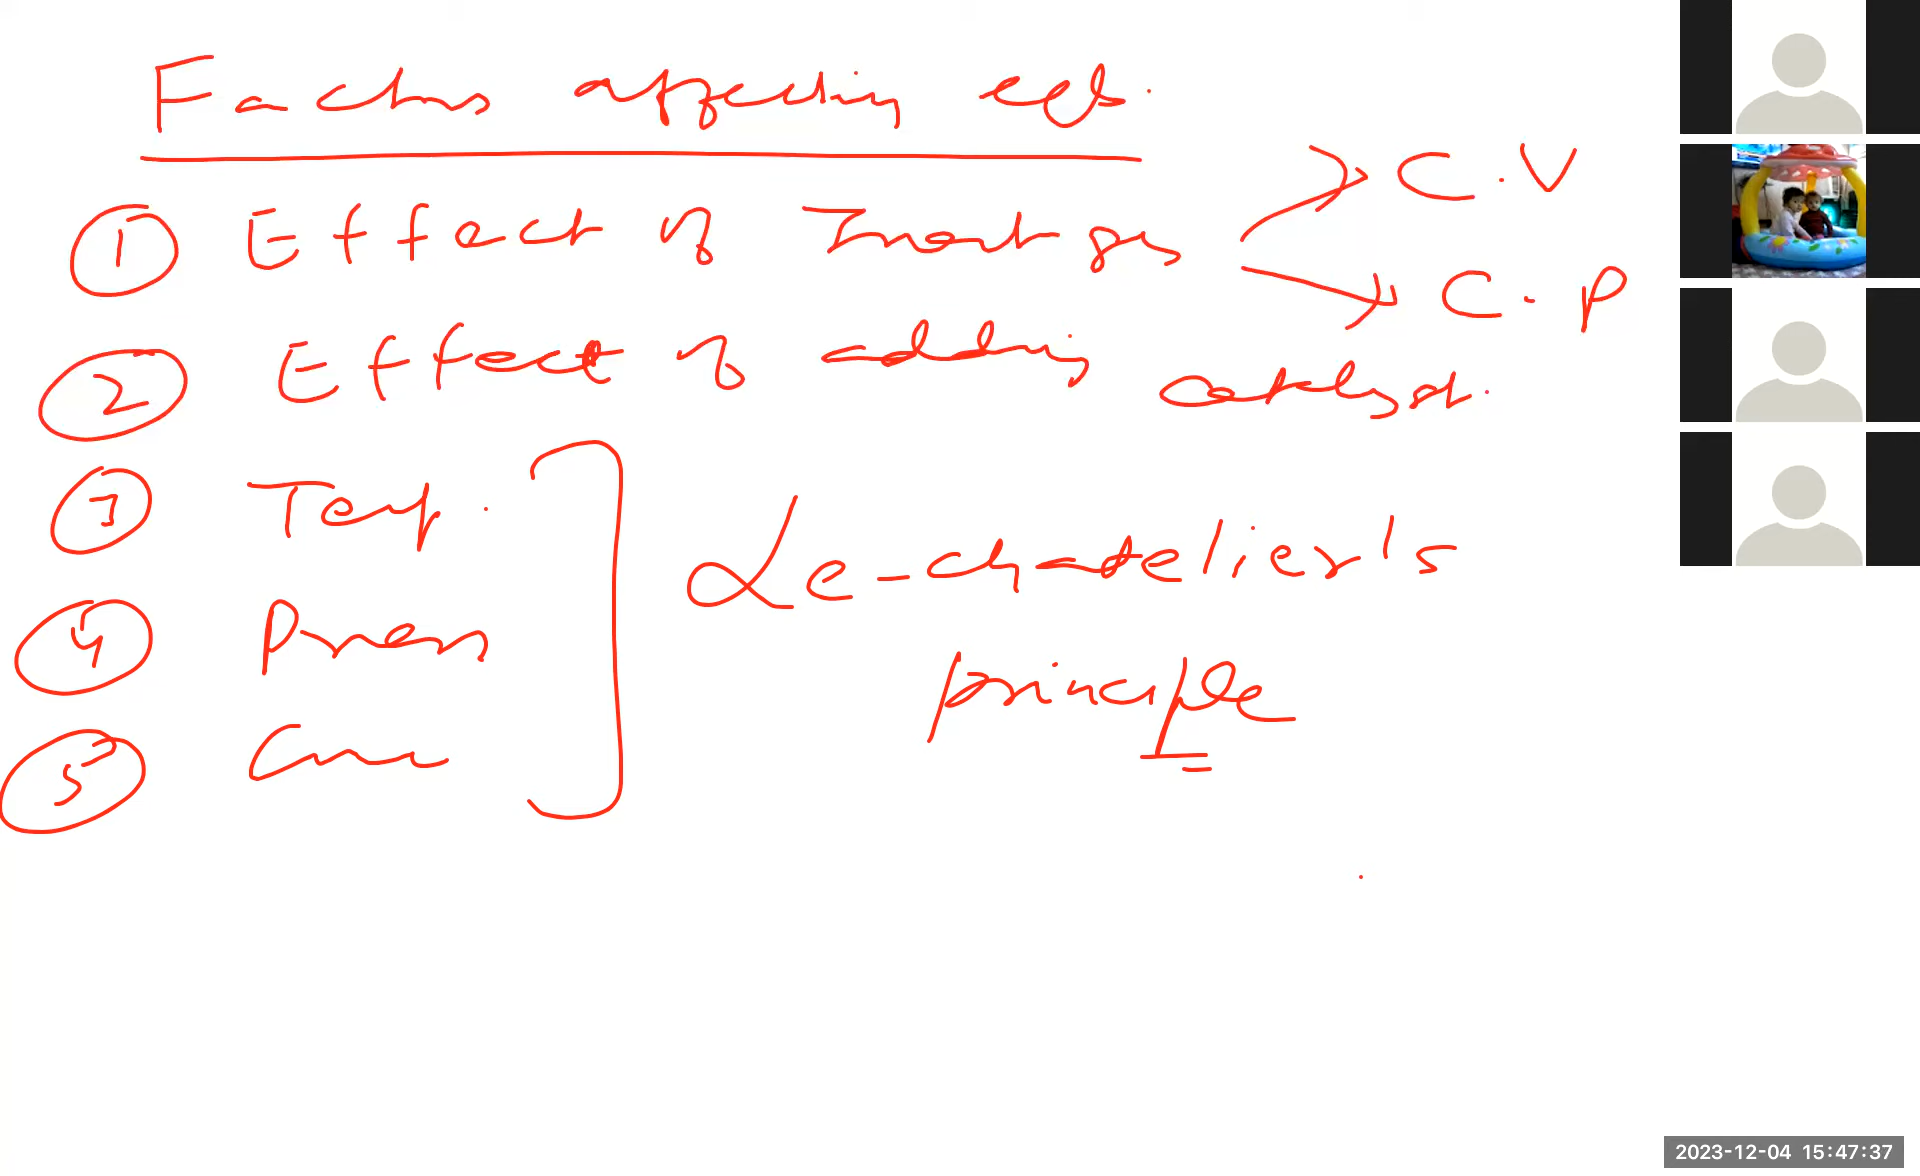 Factors affecting eqb.
① Effect of Inert gas → C.V
→ C.P
② Effect of adding catalyst.
③ Temp.
④ Press
⑤ Conc
Le-chatelier's
principle
2023-12-04 15:47:37